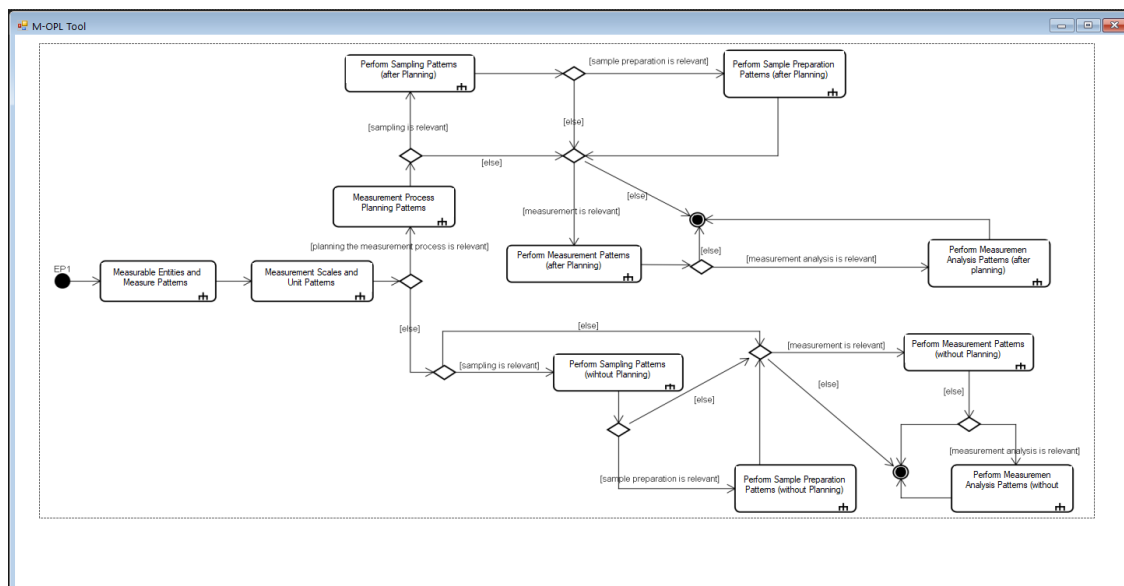 M-OPL Tool
Perform Sampling Patterns
(after Planning)
[sample preparation is relevant]
Perform Sample Preparation
Patterns (after Planning)
[sampling is relevant]
[else]
[else]
Measurement Process
Planning Patterns
[measurement is relevant]
[else]
[planning the measurement process is relevant]
Perform Measurement Patterns
(after Planning)
[else]
[measurement analysis is relevant]
Perform Measuremen
Analysis Patterns (after
planning)
EP1
Measurable Entities and
Measure Patterns
Measurement Scales and
Unit Patterns
[else]
[else]
[sampling is relevant]
Perform Sampling Patterns
(wihtout Planning)
[measurement is relevant]
Perform Measurement Patterns
(without Planning)
[else]
[else]
[else]
[sample preparation is relevant]
Perform Sample Preparation
Patterns (without Planning)
[measurement analysis is relevant]
Perform Measuremen
Analysis Patterns (without